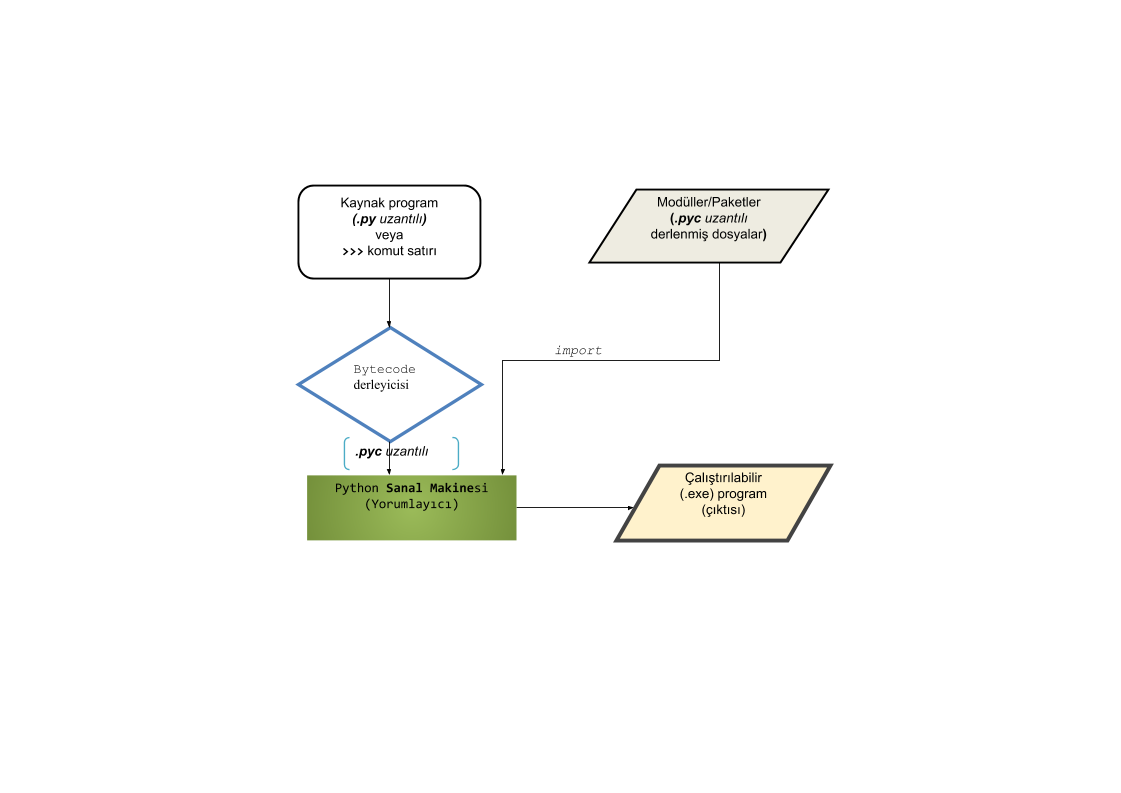 Kaynak program
(.py uzantılı)
veya
>>> komut satırı
Modüller/Paketler
(.pyc uzantılı
derlenmiş dosyalar)
import
Bytecode
derleyicisi
.pyc uzantılı
Python Sanal Makinesi
(Yorumlayıcı)
Çalıştırılabilir
(.exe) program
(çıktısı)